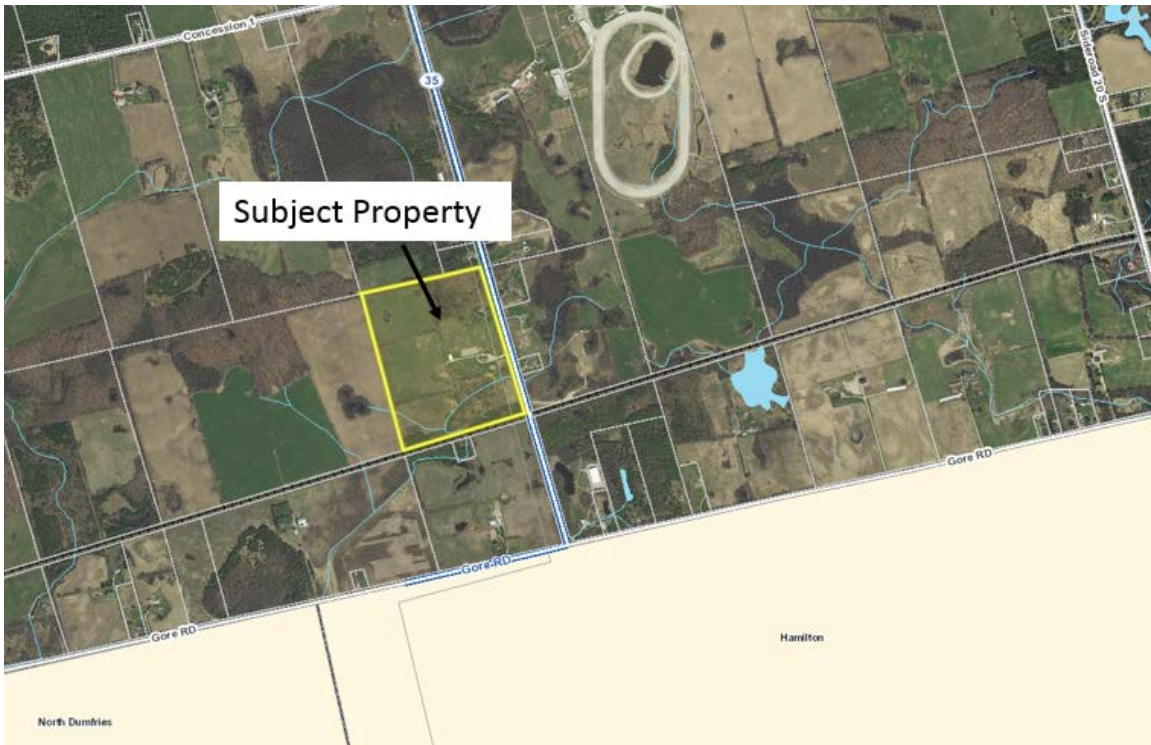 Concession 1
35
Sideroad 20 S
Subject Property
Gore RD
Gore RD
Gore RD
Hamilton
North Dumfries